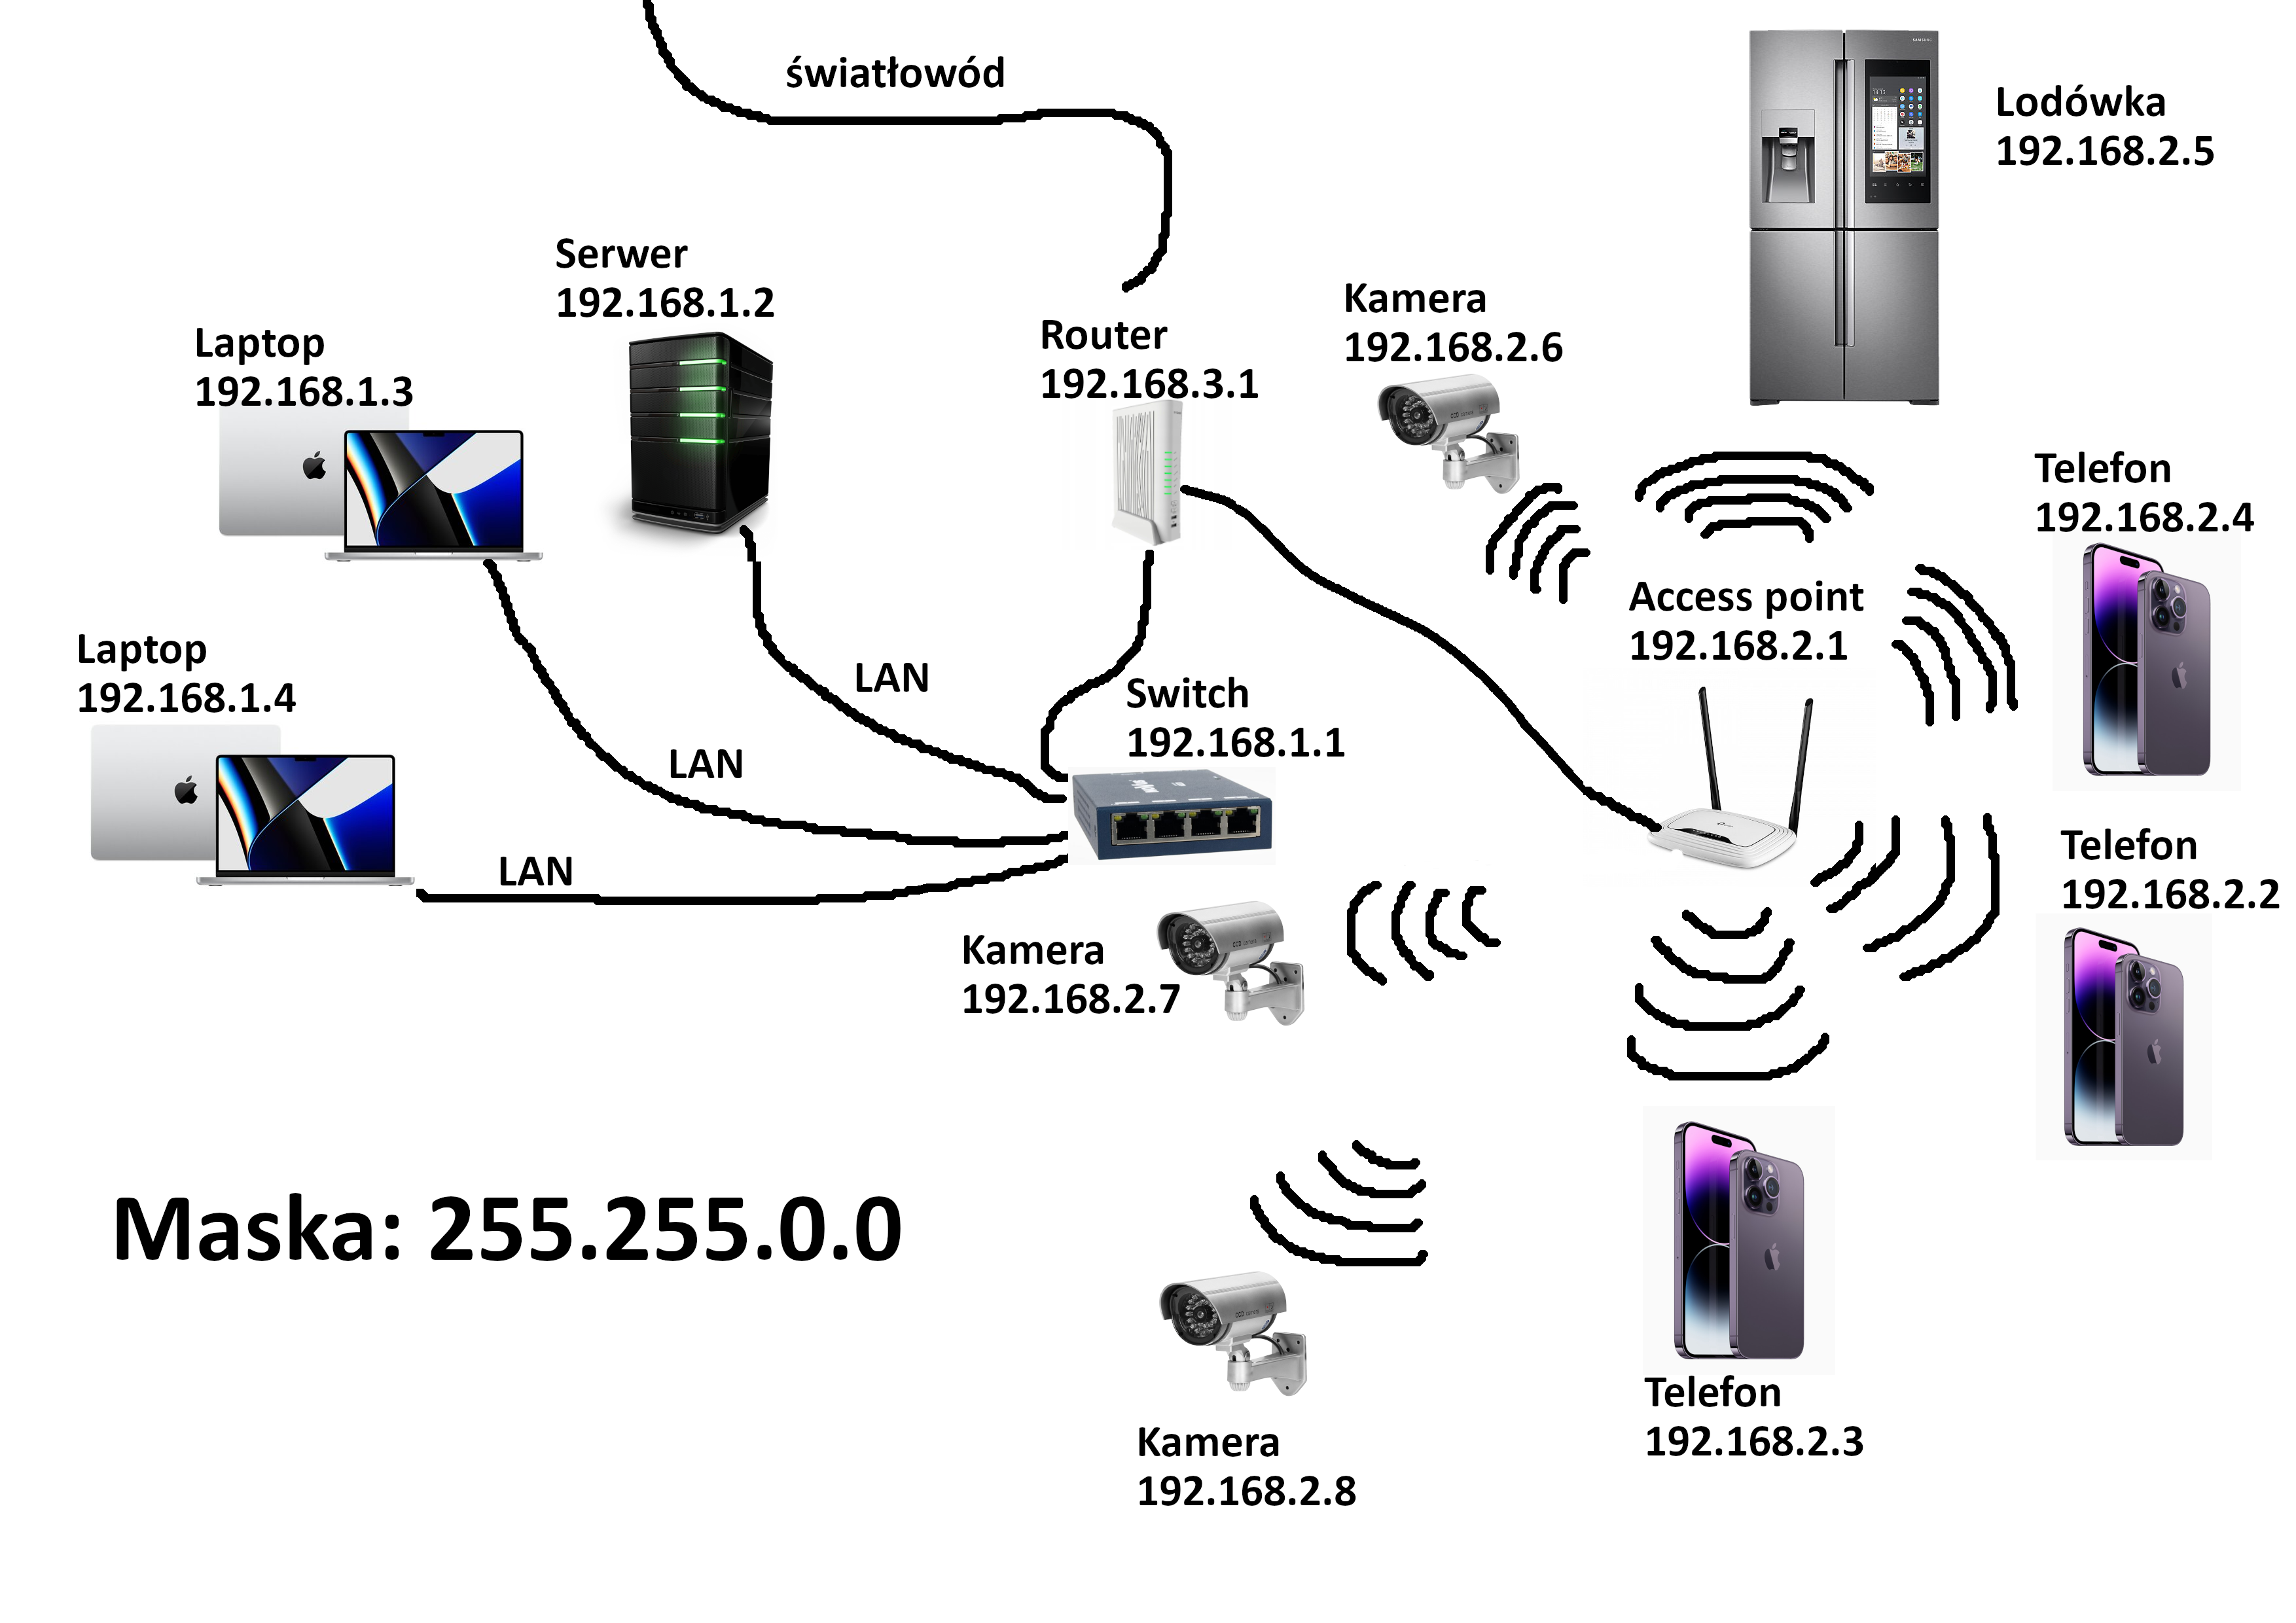 światłowód
Lodówka
192.168.2.5
SAMSUNG
Serwer
192.168.1.2
Kamera
192.168.2.6
Laptop
192.168.1.3
Router
192.168.3.1
Telefon
192.168.2.4
Access point
192.168.2.1
Laptop
192.168.1.4
LAN
Switch
192.168.1.1
LAN
LAN
Telefon
192.168.2.2
Kamera
192.168.2.7
Maska: 255.255.0.0
Telefon
192.168.2.3
Kamera
192.168.2.8